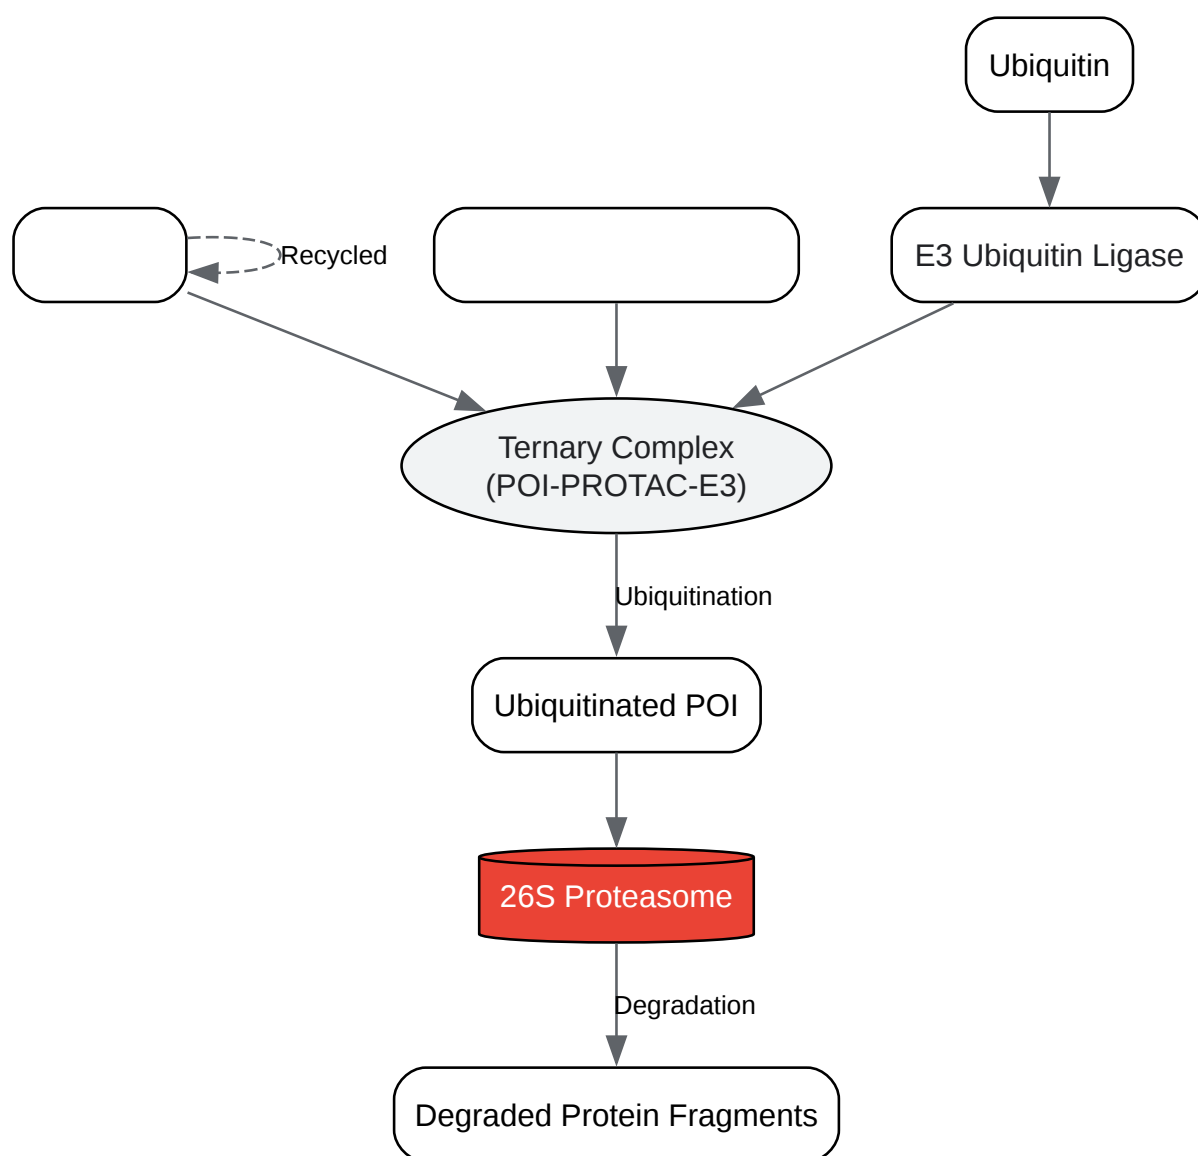 Ubiquitin
Recycled
E3 Ubiquitin Ligase
Ternary Complex
(POI-PROTAC-E3)
Ubiquitination
Ubiquitinated POI
26S Proteasome
Degradation
Degraded Protein Fragments